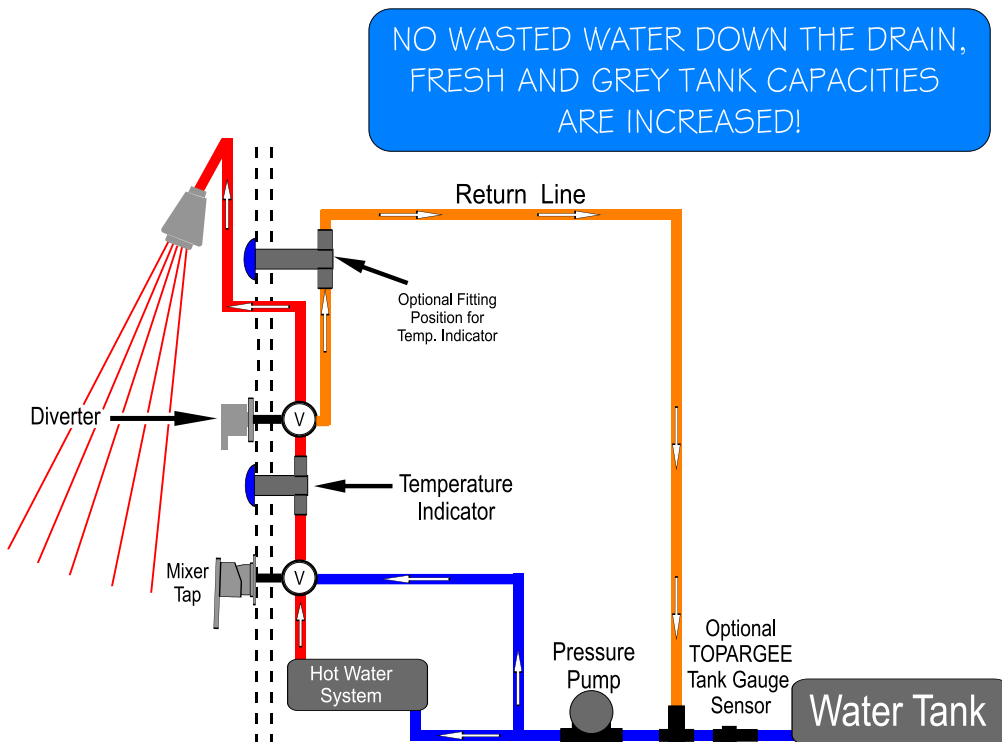 NO WASTED WATER DOWN THE DRAIN,
FRESH AND GREY TANK CAPACITIES
ARE INCREASED!
Return Line
Optional Fitting
Position for
Temp. Indicator
Diverter
V
Temperature
Indicator
Mixer
Tap
V
Hot Water
System
Pressure
Pump
Optional
TOPARGEE
Tank Gauge
Sensor
Water Tank